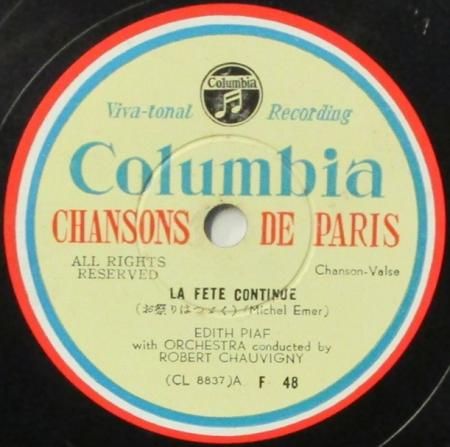 Columbia
Viva-tonal Recording
Columbia
CHANSONS DE PARIS
ALL RIGHTS
RESERVED
Chanson-Valse
LA FETE CONTINUE
(お祭りはつゞく) (Michel Emer)
EDITH PIAF
with ORCHESTRA conducted by
ROBERT CHAUVIGNY
(CL 8837)A F 48